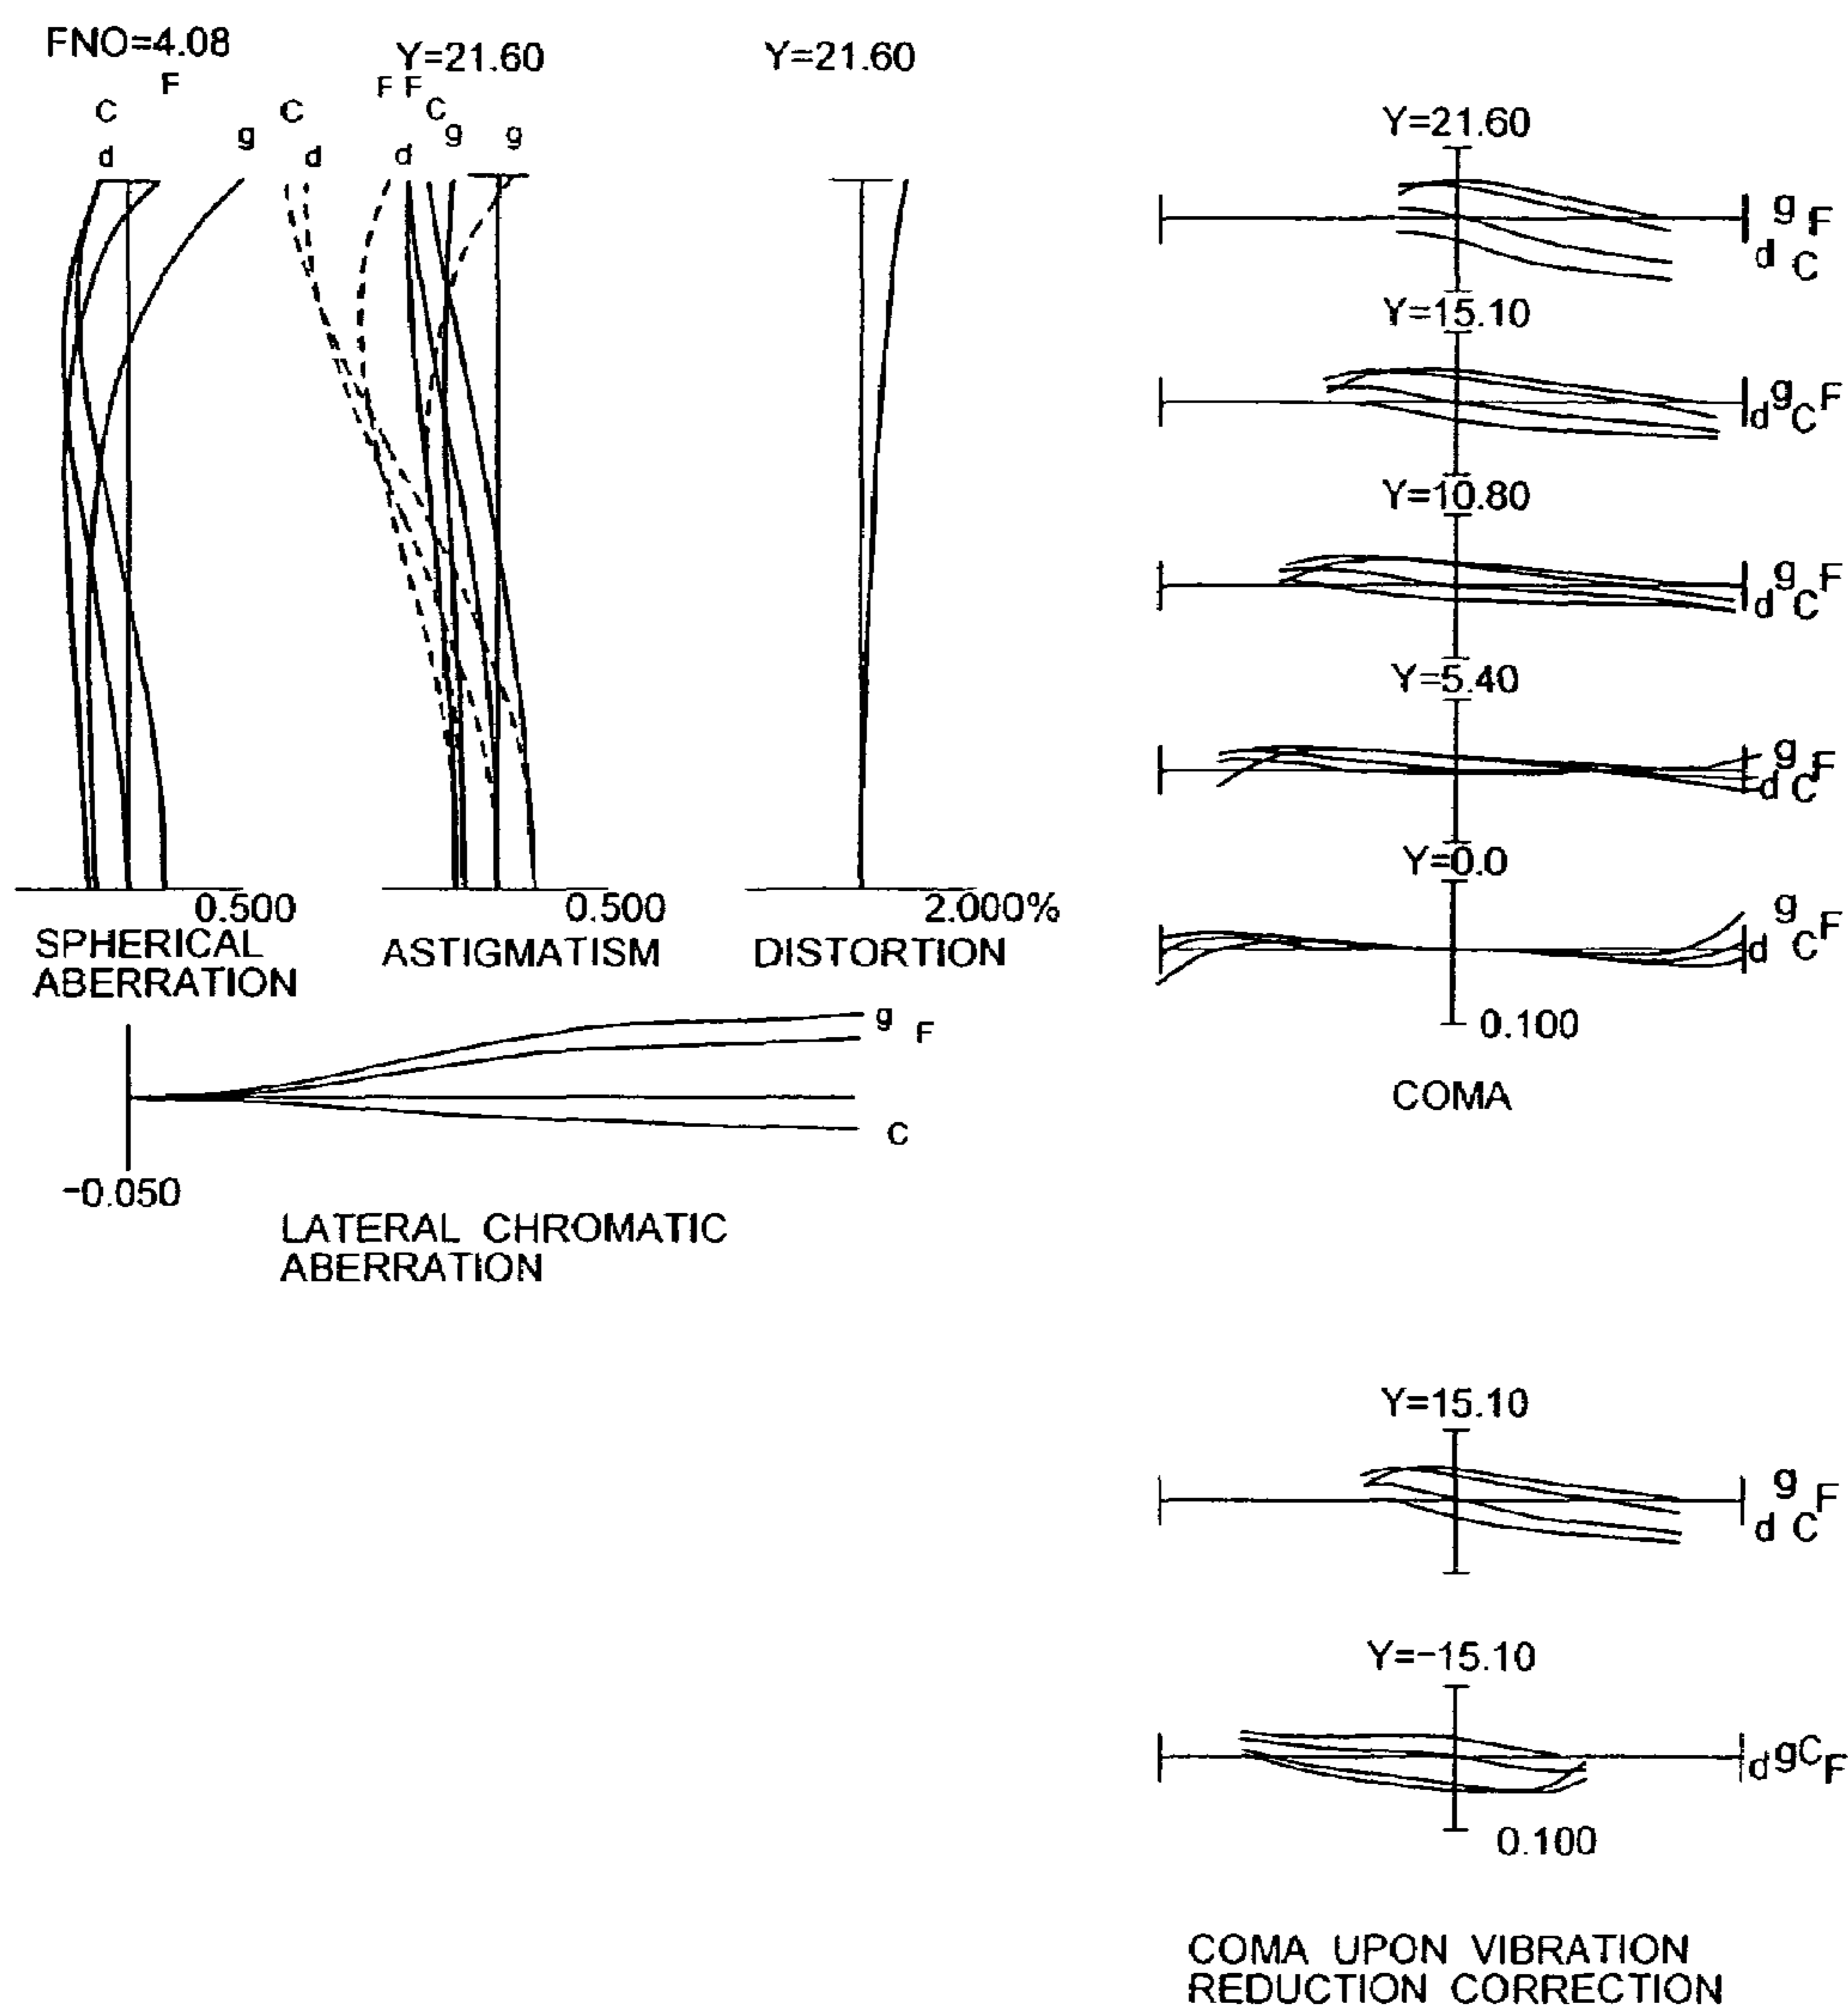 FNO=4.08
F
C
d
g
Y=21.60
F F
C
C
g
g
d
d
Y=21.60
0.500
SPHERICAL
ABERRATION
0.500
ASTIGMATISM
2.000%
DISTORTION
g
F
C
-0.050
LATERAL CHROMATIC
ABERRATION
Y=21.60
g F
d C
Y=15.10
d g C F
Y=10.80
g F
d C
Y=5.40
g F
d C
Y=0.0
g F
d C
0.100
COMA
Y=15.10
g F
d C
Y=-15.10
d g C F
0.100
COMA UPON VIBRATION
REDUCTION CORRECTION